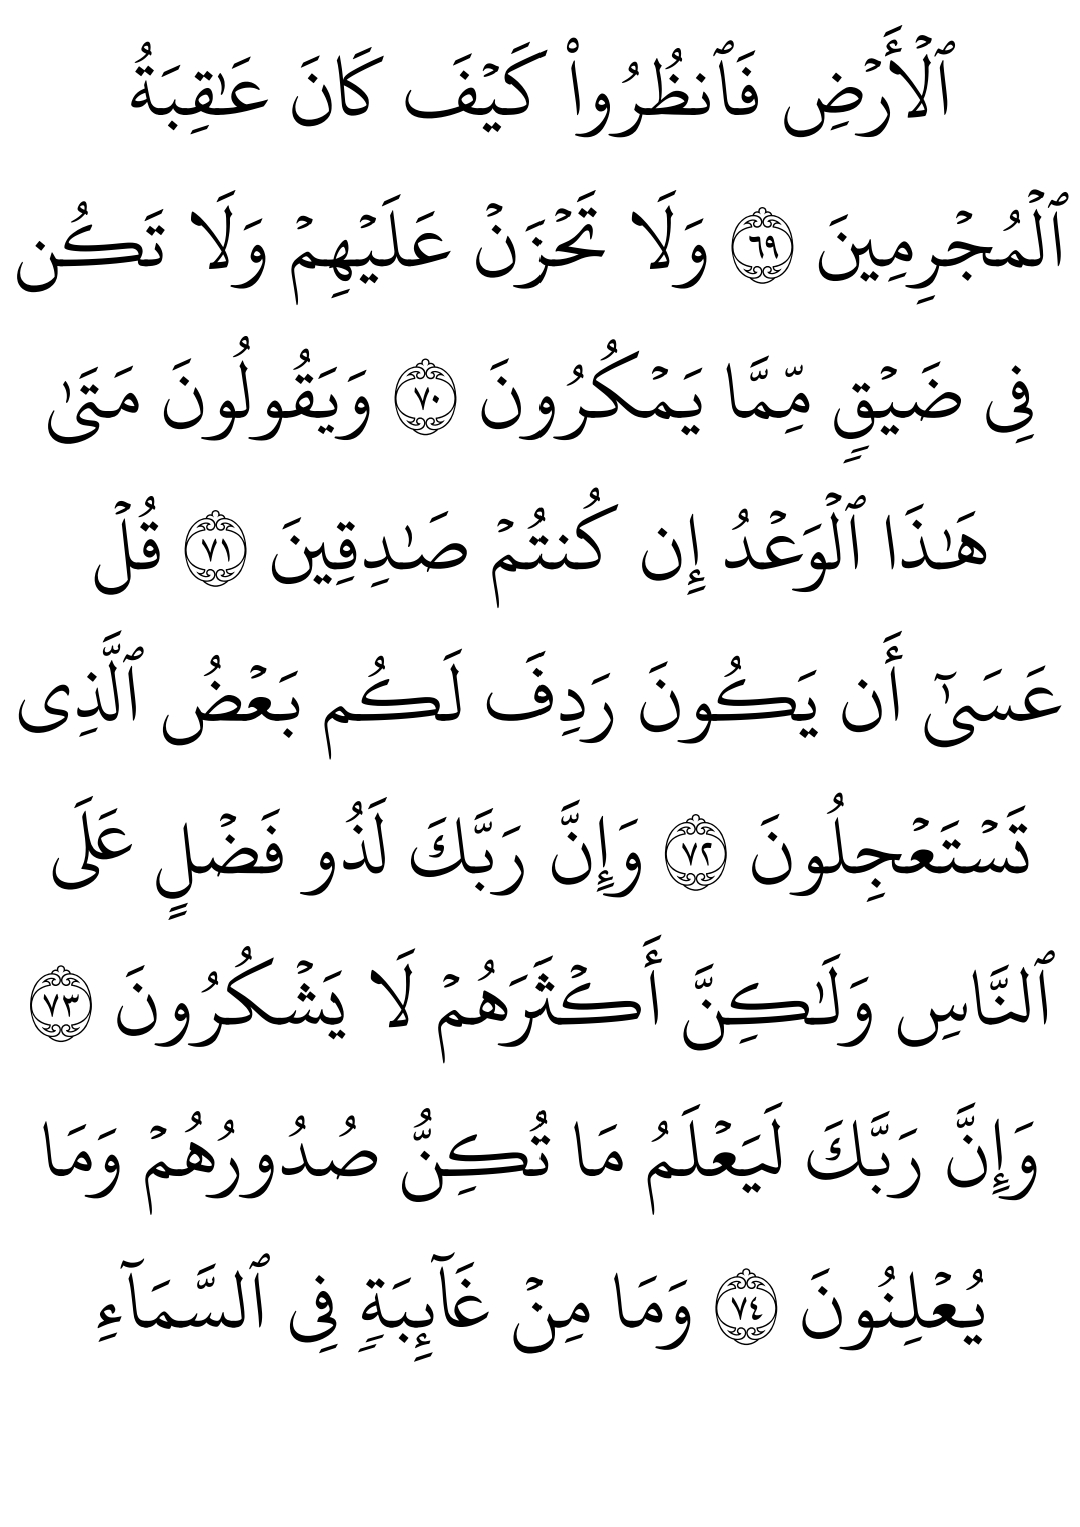 ٱلۡأَرۡضِ فَٱنظُرُواْ كَيۡفَ كَانَ عَـٰقِبَةُ
ٱلۡمُجۡرِمِينَ ٦٩ وَلَا تَحۡزَنۡ عَلَيۡهِمۡ وَلَا تَكُن
فِی ضَيۡقٍ مِّمَّا يَمۡكُرُونَ ٧٠ وَيَقُولُونَ مَتَىٰ
هَـٰذَا ٱلۡوَعۡدُ إِن كُنتُمۡ صَـٰدِقِينَ ٧١ قُلۡ
عَسَىٰٓ أَن يَكُونَ رَدِفَ لَكُم بَعۡضُ ٱلَّذِی
تَسۡتَعۡجِلُونَ ٧٢ وَإِنَّ رَبَّكَ لَذُو فَضۡلٍ عَلَى
ٱلنَّاسِ وَلَـٰكِنَّ أَكۡثَرَهُمۡ لَا يَشۡكُرُونَ ٧٣
وَإِنَّ رَبَّكَ لَيَعۡلَمُ مَا تُكِنُّ صُدُورُهُمۡ وَمَا
يُعۡلِنُونَ ٧٤ وَمَا مِنۡ غَآئِبَةٍ فِی ٱلسَّمَآءِ